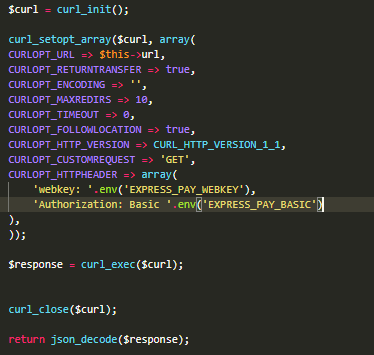 $curl = curl_init();
curl_setopt_array($curl, array(
CURLOPT_URL => $this->url,
CURLOPT_RETURNTRANSFER => true,
CURLOPT_ENCODING => '',
CURLOPT_MAXREDIRS => 10,
CURLOPT_TIMEOUT => 0,
CURLOPT_FOLLOWLOCATION => true,
CURLOPT_HTTP_VERSION => CURL_HTTP_VERSION_1_1,
CURLOPT_CUSTOMREQUEST => 'GET',
CURLOPT_HTTPHEADER => array(
    'webkey: '.env('EXPRESS_PAY_WEBKEY'),
    'Authorization: Basic '.env('EXPRESS_PAY_BASIC')
),
));
$response = curl_exec($curl);
curl_close($curl);
return json_decode($response);